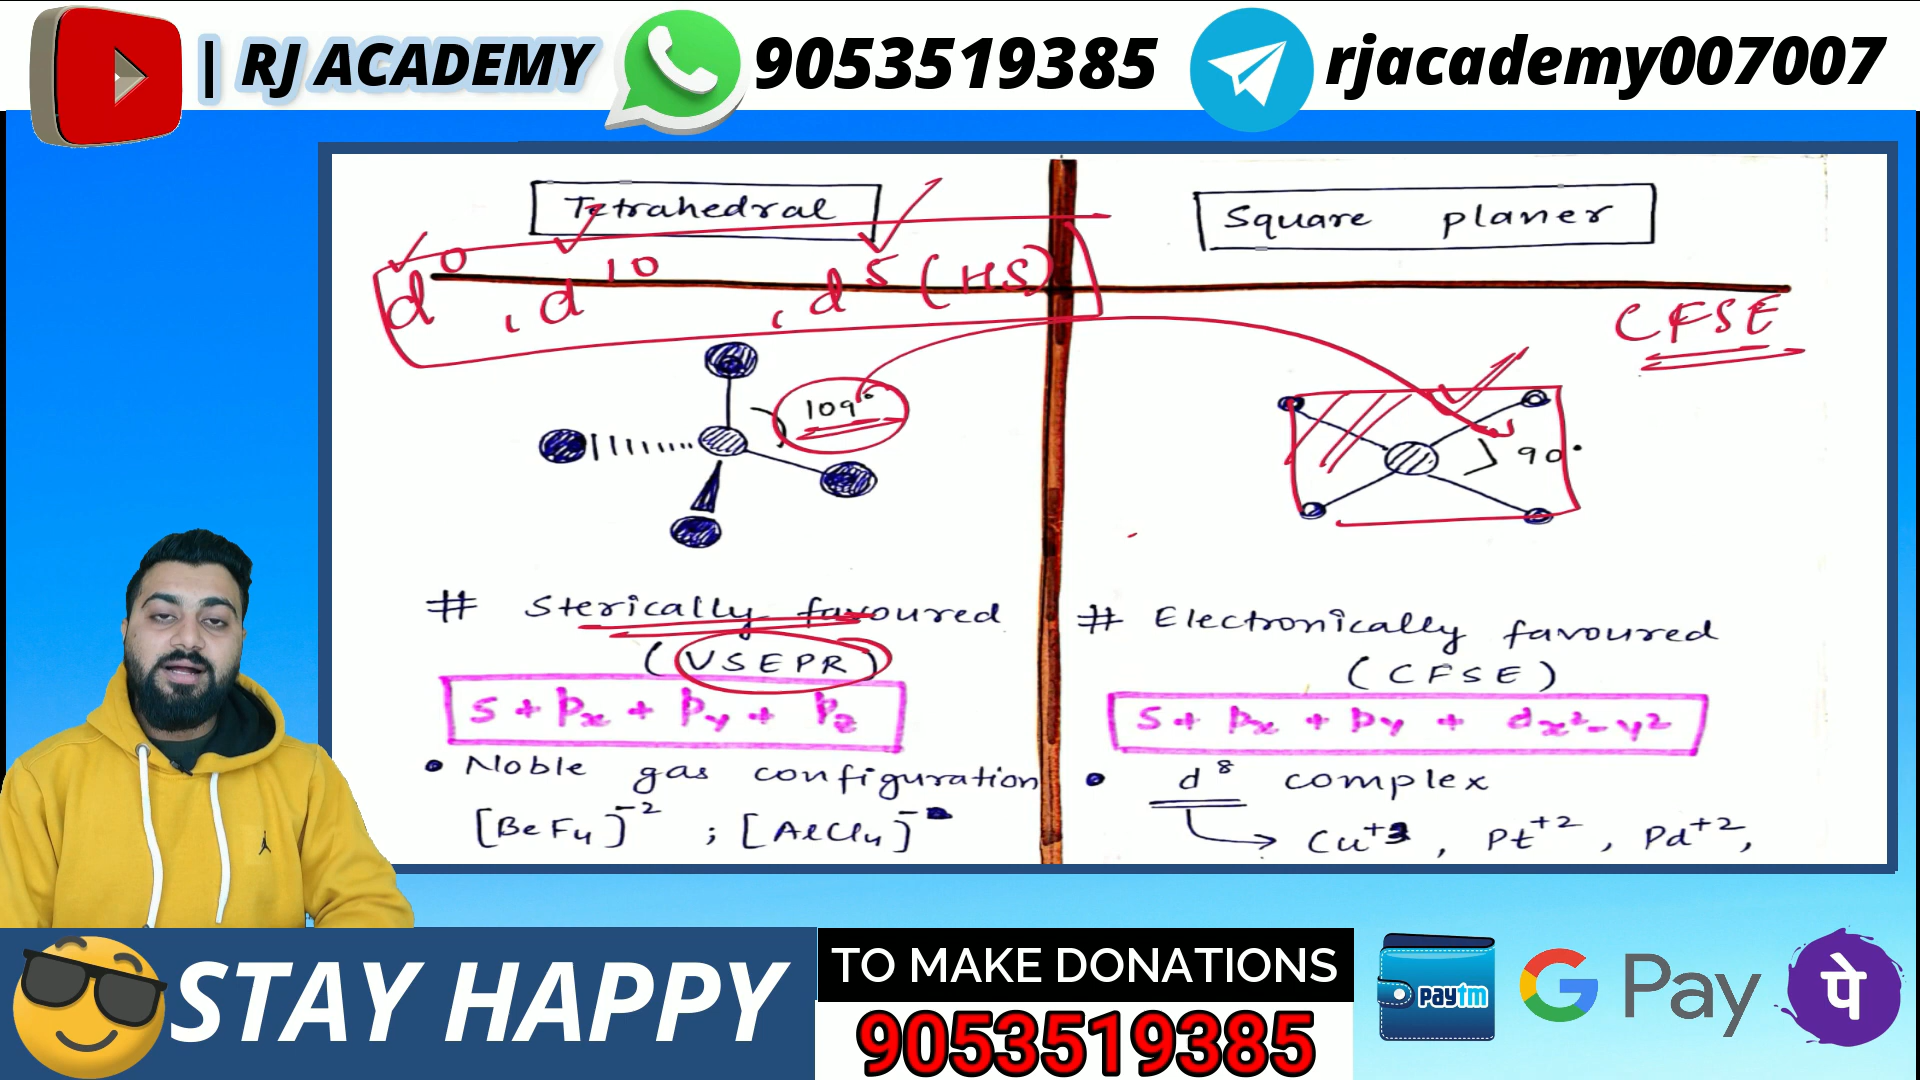 | RJ ACADEMY
9053519385
rjacademy007007
Tetrahedral
d⁰, d¹⁰, d⁵ (HS)
109°
# Sterically favoured
(VSEPR)
s + px + py + pz
• Noble gas configuration
[BeF₄]⁻² ; [AlCl₄]⁻
Square planer
CFSE
90°
# Electronically favoured
(CFSE)
s + px + py + dx²-y²
• d⁸ complex
Cu⁺³, Pt⁺², Pd⁺²,
STAY HAPPY
TO MAKE DONATIONS
9053519385
paytm
G Pay
पे